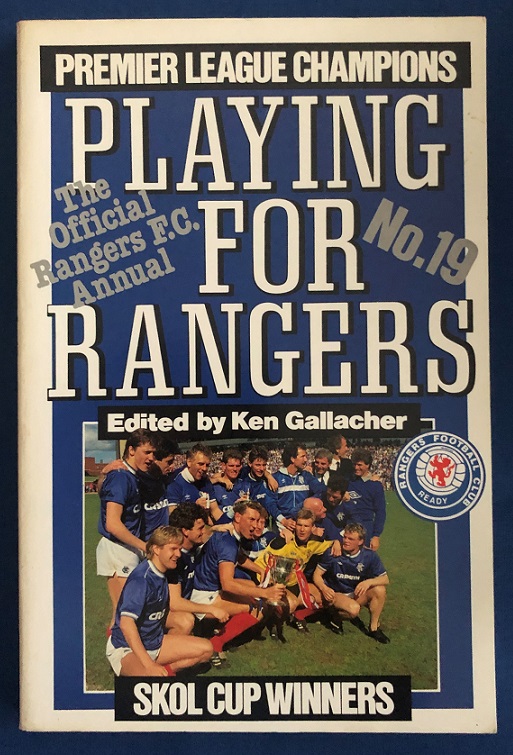 PREMIER LEAGUE CHAMPIONS
PLAYING
FOR
RANGERS
The
Official
Rangers F.C.
Annual
No.19
Edited by Ken Gallacher
RANGERS FOOTBALL CLUB
READY
SKOL CUP WINNERS